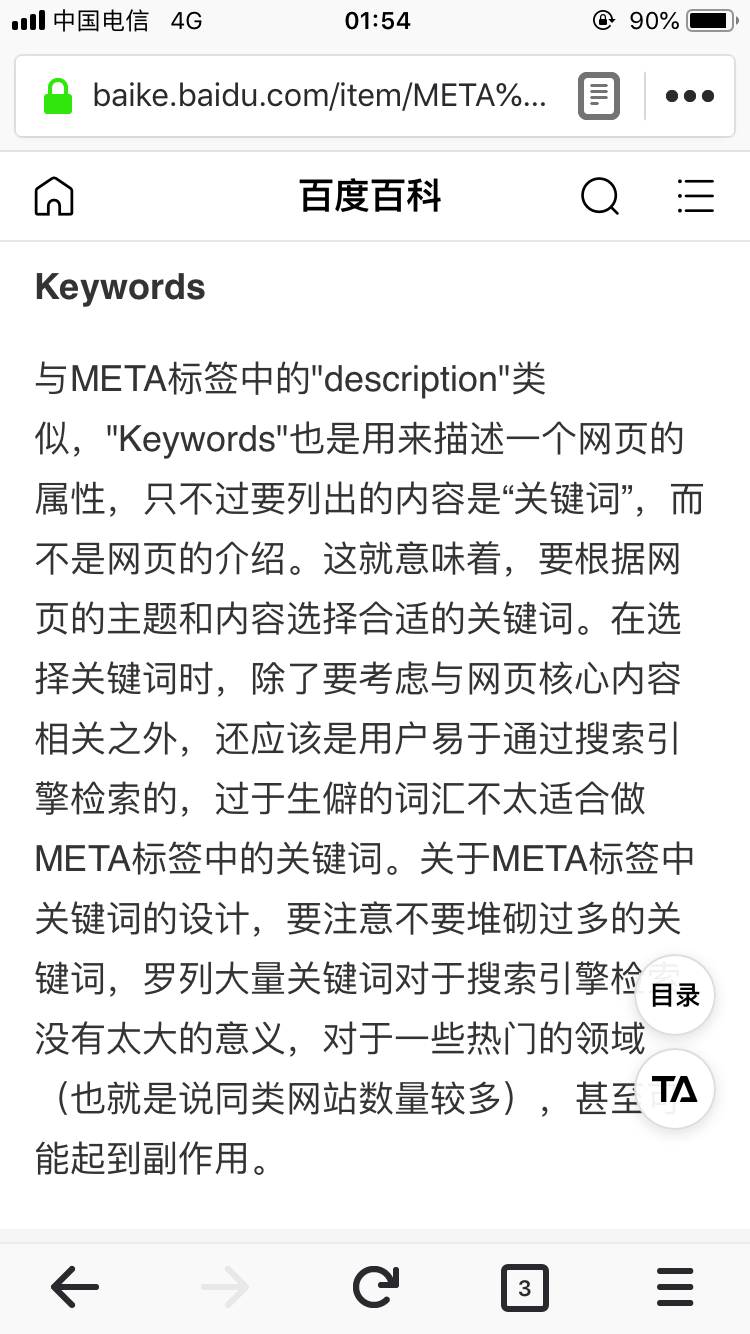 中国电信 4G 01:54 90%
baike.baidu.com/item/META%...
百度百科
Keywords
与META标签中的"description"类
似，"Keywords"也是用来描述一个网页的
属性，只不过要列出的内容是“关键词”，而
不是网页的介绍。这就意味着，要根据网
页的主题和内容选择合适的关键词。在选
择关键词时，除了要考虑与网页核心内容
相关之外，还应该是用户易于通过搜索引
擎检索的，过于生僻的词汇不太适合做
META标签中的关键词。关于META标签中
关键词的设计，要注意不要堆砌过多的关
键词，罗列大量关键词对于搜索引擎检索
没有太大的意义，对于一些热门的领域
（也就是说同类网站数量较多），甚至可
能起到副作用。
目录
TA
3